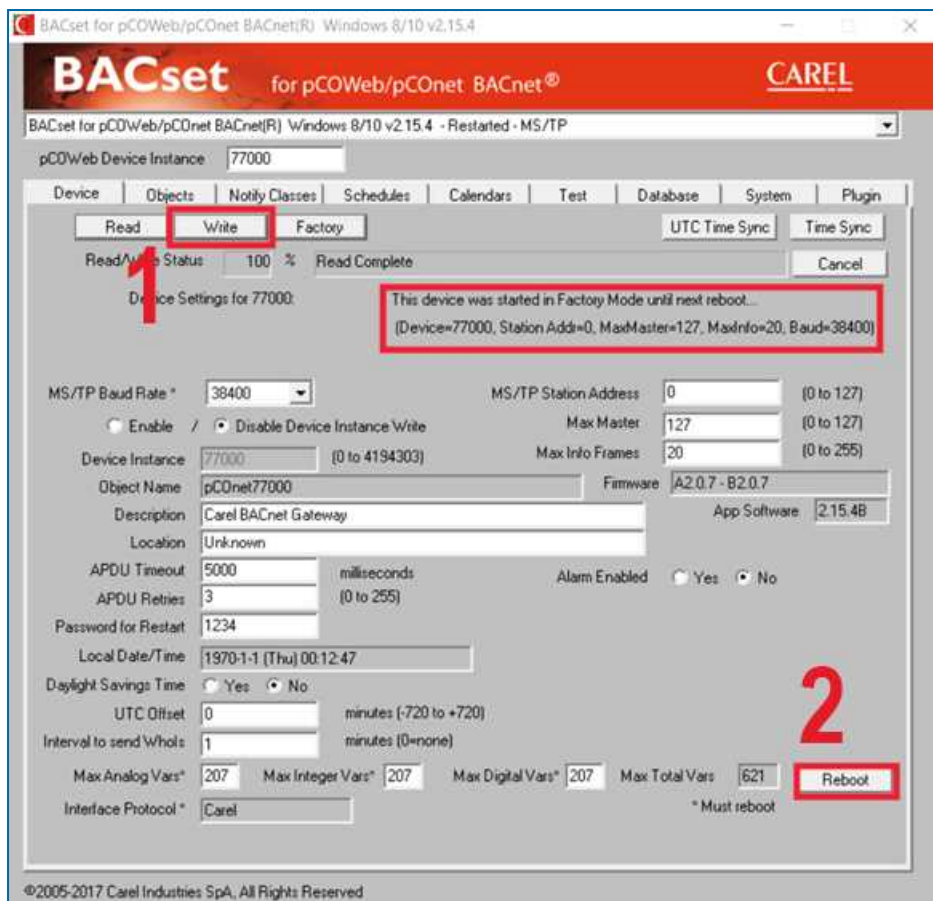 BACset for pCOWeb/pCOnet BACnet(R) Windows 8/10 v2.15.4
BACset for pCOWeb/pCOnet BACnet® CAREL
BACset for pCOWeb/pCOnet BACnet(R) Windows 8/10 v2.15.4 - Restarted - MS/TP
pCOWeb Device Instance 77000
Device Objects Notify Classes Schedules Calendars Test Database System Plugin
Read Write Factory UTC Time Sync Time Sync
1
Read/Write Status 100 % Read Complete Cancel
Device Settings for 77000: This device was started in Factory Mode until next reboot...
(Device=77000, Station Addr=0, MaxMaster=127, MaxInfo=20, Baud=38400)
MS/TP Baud Rate * 38400 MS/TP Station Address 0 (0 to 127)
Enable / Disable Device Instance Write Max Master 127 (0 to 127)
Device Instance 77000 (0 to 4194303) Max Info Frames 20 (0 to 255)
Object Name pCOnet77000 Firmware A2.0.7 - B2.0.7
Description Carel BACnet Gateway App Software 2.15.4B
Location Unknown
APDU Timeout 5000 milliseconds Alarm Enabled Yes No
APDU Retries 3 (0 to 255)
Password for Restart 1234
Local Date/Time 1970-1-1 (Thu) 00:12:47
Daylight Savings Time Yes No
2
UTC Offset 0 minutes (-720 to +720)
Interval to send WhoIs 1 minutes (0=none)
Max Analog Vars* 207 Max Integer Vars* 207 Max Digital Vars* 207 Max Total Vars 621 Reboot
Interface Protocol * Carel * Must reboot
©2005-2017 Carel Industries SpA, All Rights Reserved